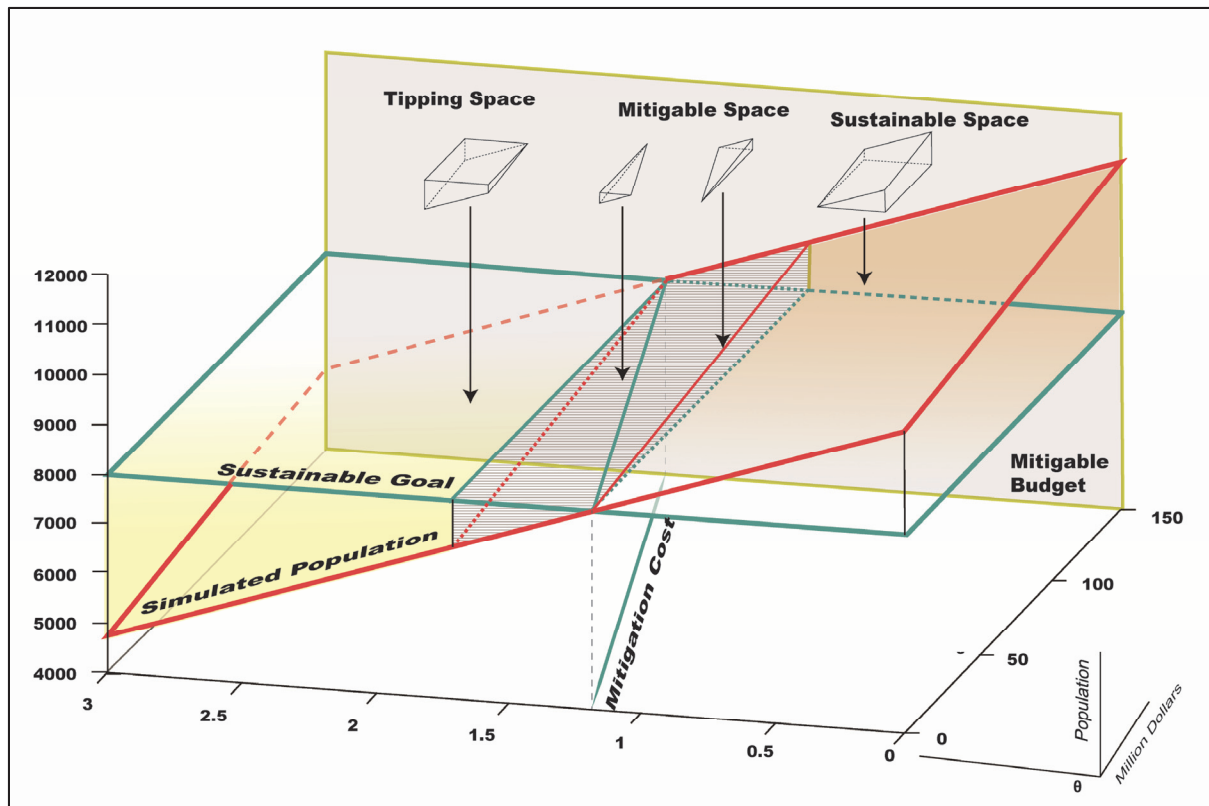 Tipping Space
Mitigable Space
Sustainable Space
12000
11000
10000
9000
8000
7000
6000
5000
4000
Sustainable Goal
Simulated Population
Mitigation Cost
Mitigable
Budget
150
100
50
0
3
2.5
2
1.5
1
0.5
0
Population
Million Dollars
θ